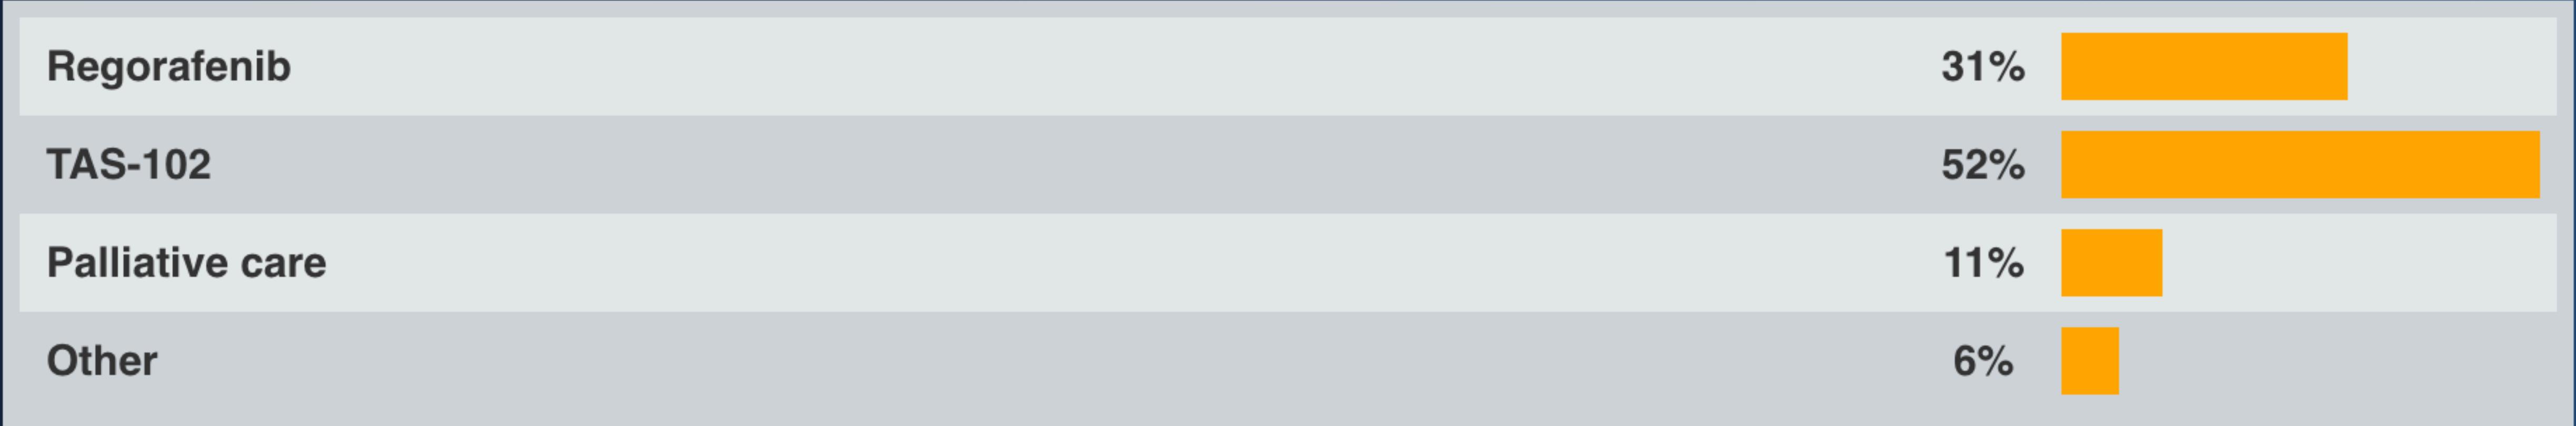 Regorafenib 31%
TAS-102 52%
Palliative care 11%
Other 6%